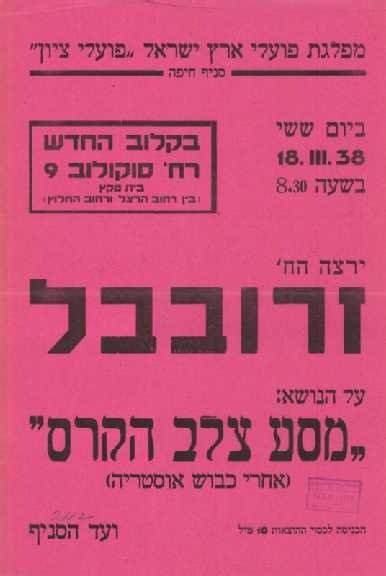 מפלגת פועלי ארץ ישראל „פועלי ציון”
סניף חיפה
ביום ששי
18.III.38
בשעה 8.30
בקלוב החדש
רח' סוקולוב 9
בית סקץ
(בין רחוב הרצל ורחוב החלוץ)
ירצה הח'
זרובבל
על הנושא:
„מסע צלב הקרס”
(אחרי כבוש אוסטריה)
ועד הסניף
הכניסה לכסוי ההוצאות 10 מיל